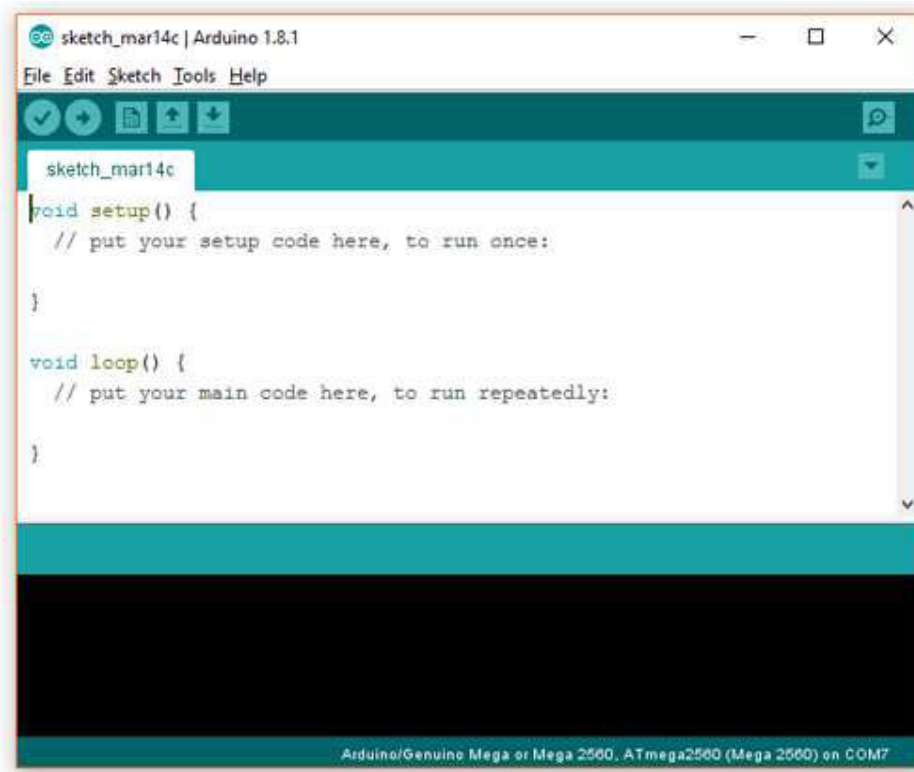 sketch_mar14c | Arduino 1.8.1
File Edit Sketch Tools Help
sketch_mar14c
void setup() {
  // put your setup code here, to run once:
}
void loop() {
  // put your main code here, to run repeatedly:
}
Arduino/Genuino Mega or Mega 2560, ATmega2560 (Mega 2560) on COM7